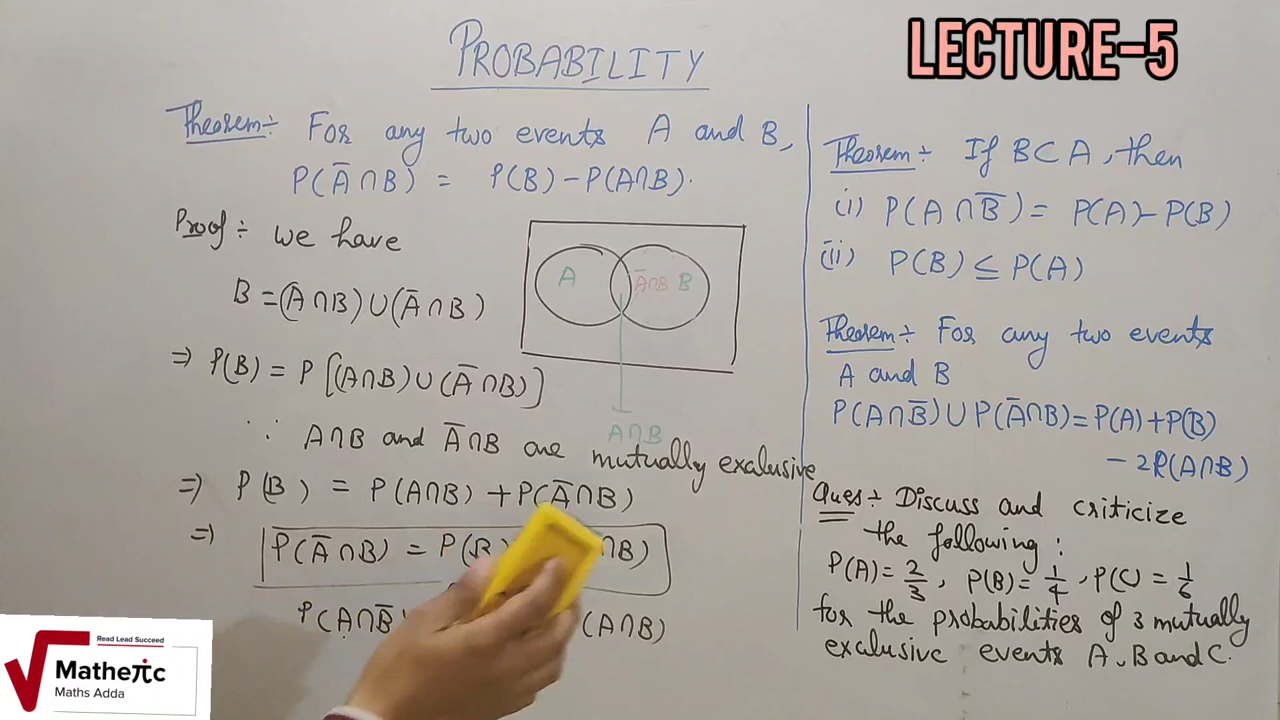 PROBABILITY
LECTURE-5
Theorem÷ For any two events A and B,
P(A̅∩B) = P(B)-P(A∩B).
Proof÷ we have
B = (A∩B)∪(A̅∩B)
⇒ P(B) = P[(A∩B)∪(A̅∩B)]
∵ A∩B and A̅∩B are mutually exclusive
⇒ P(B) = P(A∩B)+P(A̅∩B)
⇒ P(A̅∩B) = P(B) ∩B)
P(A∩B̅) (A∩B)
A
A̅∩B B
A∩B
Theorem÷ If B⊂A, then
(i) P(A∩B̅) = P(A)-P(B)
(ii) P(B) ≤ P(A)
Theorem÷ For any two events
A and B
P(A∩B̅)∪P(A̅∩B) = P(A)+P(B)
-2P(A∩B)
Ques÷ Discuss and criticize
the following:
P(A)=2/3, P(B)=1/4, P(C)=1/6
for the probabilities of 3 mutually
exclusive events A, B and C.
Read Lead Succeed
Matheπc
Maths Adda